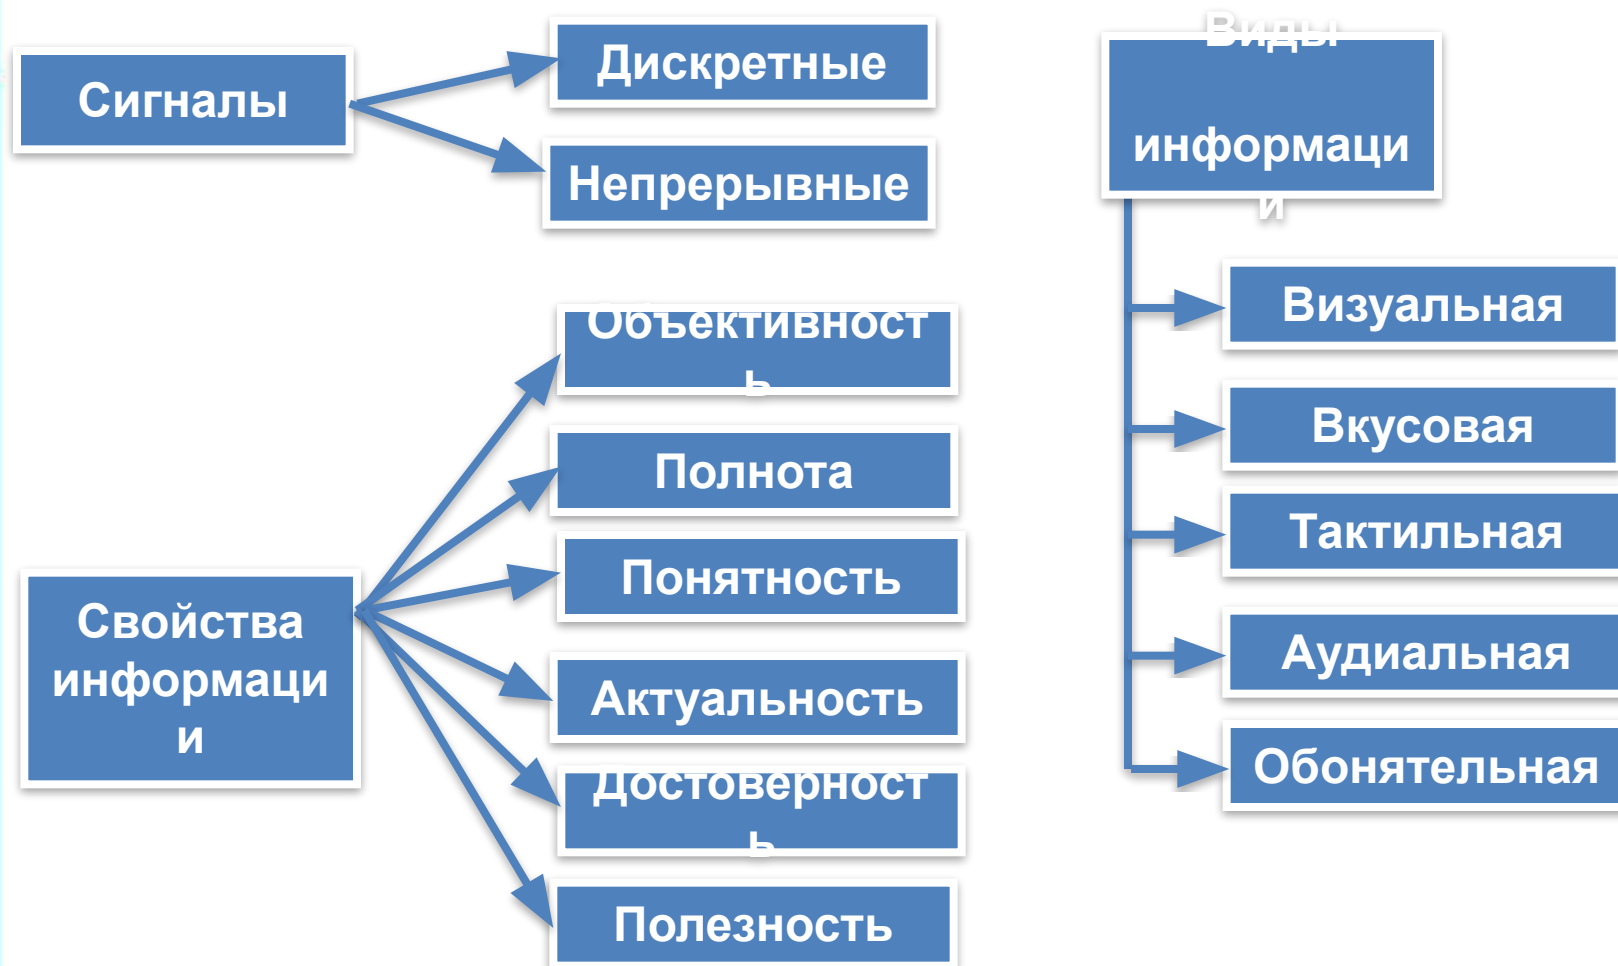 Сигналы
Дискретные
Непрерывные
Свойства
информаци
и
Объективност
ь
Полнота
Понятность
Актуальность
Достоверност
ь
Полезность
Виды
информаци
и
Визуальная
Вкусовая
Тактильная
Аудиальная
Обонятельная